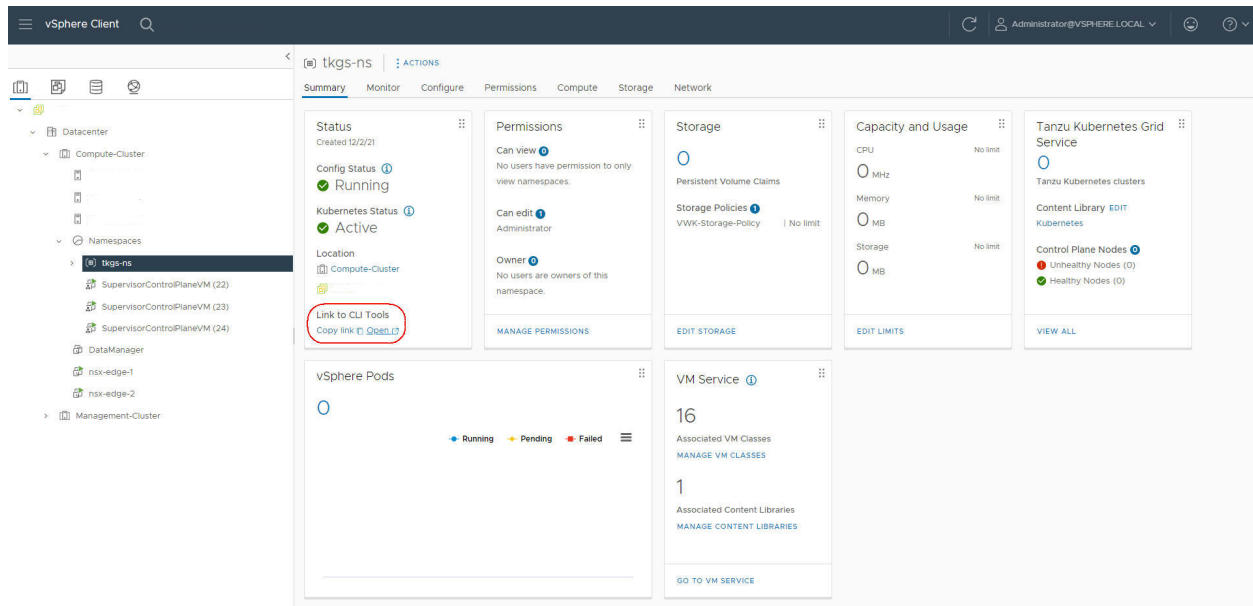 vSphere Client
Administrator@VSPHERE.LOCAL
Datacenter
Compute-Cluster
Namespaces
tkgs-ns
SupervisorControlPlaneVM (22)
SupervisorControlPlaneVM (23)
SupervisorControlPlaneVM (24)
DataManager
nsx-edge-1
nsx-edge-2
Management-Cluster
tkgs-ns
ACTIONS
Summary Monitor Configure Permissions Compute Storage Network
Status
Created 12/2/21
Config Status
Running
Kubernetes Status
Active
Location
Compute-Cluster
Link to CLI Tools
Copy link Open
Permissions
Can view 0
No users have permission to only
view namespaces.
Can edit 1
Administrator
Owner 0
No users are owners of this
namespace.
MANAGE PERMISSIONS
Storage
0
Persistent Volume Claims
Storage Policies 1
VWK-Storage-Policy | No limit
EDIT STORAGE
Capacity and Usage
CPU No limit
0 MHz
Memory No limit
0 MB
Storage No limit
0 MB
EDIT LIMITS
Tanzu Kubernetes Grid
Service
0
Tanzu Kubernetes clusters
Content Library EDIT
Kubernetes
Control Plane Nodes 0
Unhealthy Nodes (0)
Healthy Nodes (0)
VIEW ALL
vSphere Pods
0
Running Pending Failed
VM Service
16
Associated VM Classes
MANAGE VM CLASSES
1
Associated Content Libraries
MANAGE CONTENT LIBRARIES
GO TO VM SERVICE